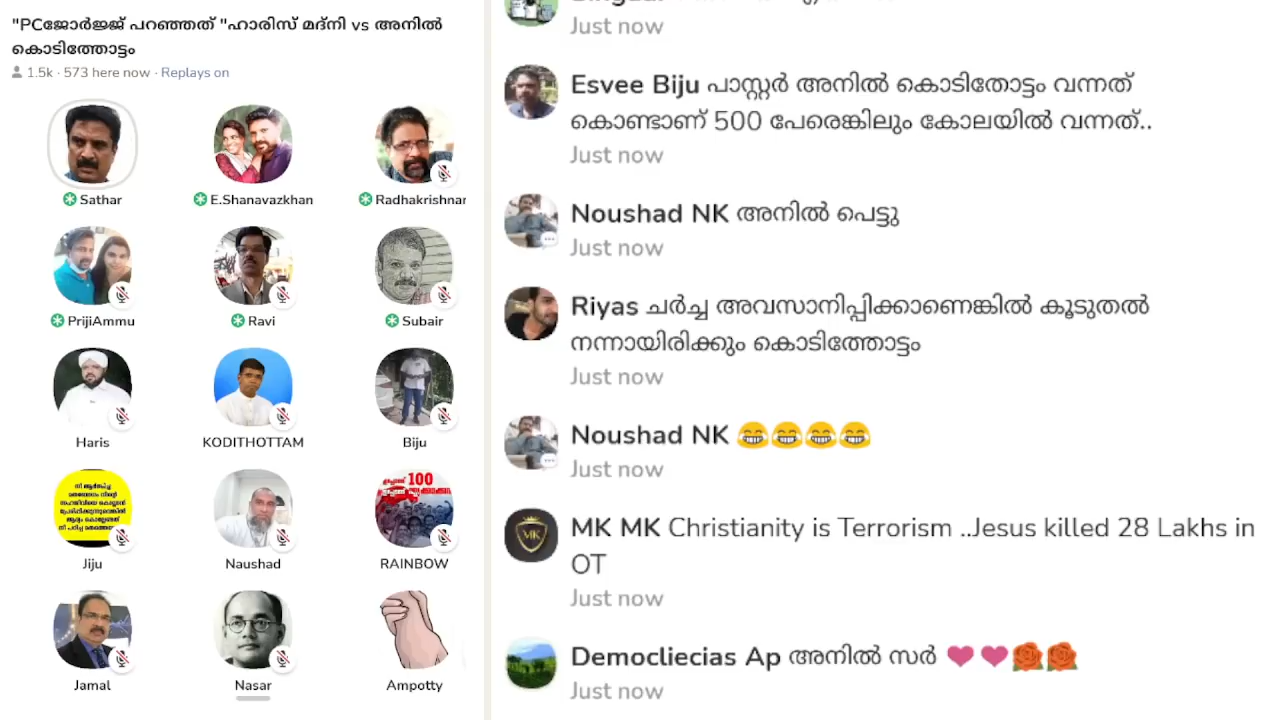 "PCജോർജ്ജ് പറഞ്ഞത് "ഹാരിസ് മദ്നി vs അനിൽ
കൊടിത്തോട്ടം
1.5k · 573 here now · Replays on
Sathar
E.Shanavazkhan
Radhakrishnan
PrijiAmmu
Ravi
Subair
Haris
KODITHOTTAM
Biju
100
Jiju
Naushad
RAINBOW
Jamal
Nasar
Ampotty
Just now
Esvee Biju പാസ്റ്റർ അനിൽ കൊടിതോട്ടം വന്നത്
കൊണ്ടാണ് 500 പേരെങ്കിലും കോലയിൽ വന്നത്..
Just now
Noushad NK അനിൽ പെട്ടു
Just now
Riyas ചർച്ച അവസാനിപ്പിക്കാണെങ്കിൽ കൂടുതൽ
നന്നായിരിക്കും കൊടിത്തോട്ടം
Just now
Noushad NK 😂😂😂😂
Just now
MK
MK MK Christianity is Terrorism ..Jesus killed 28 Lakhs in
OT
Just now
Democliecias Ap അനിൽ സർ ❤️❤️🌹🌹
Just now